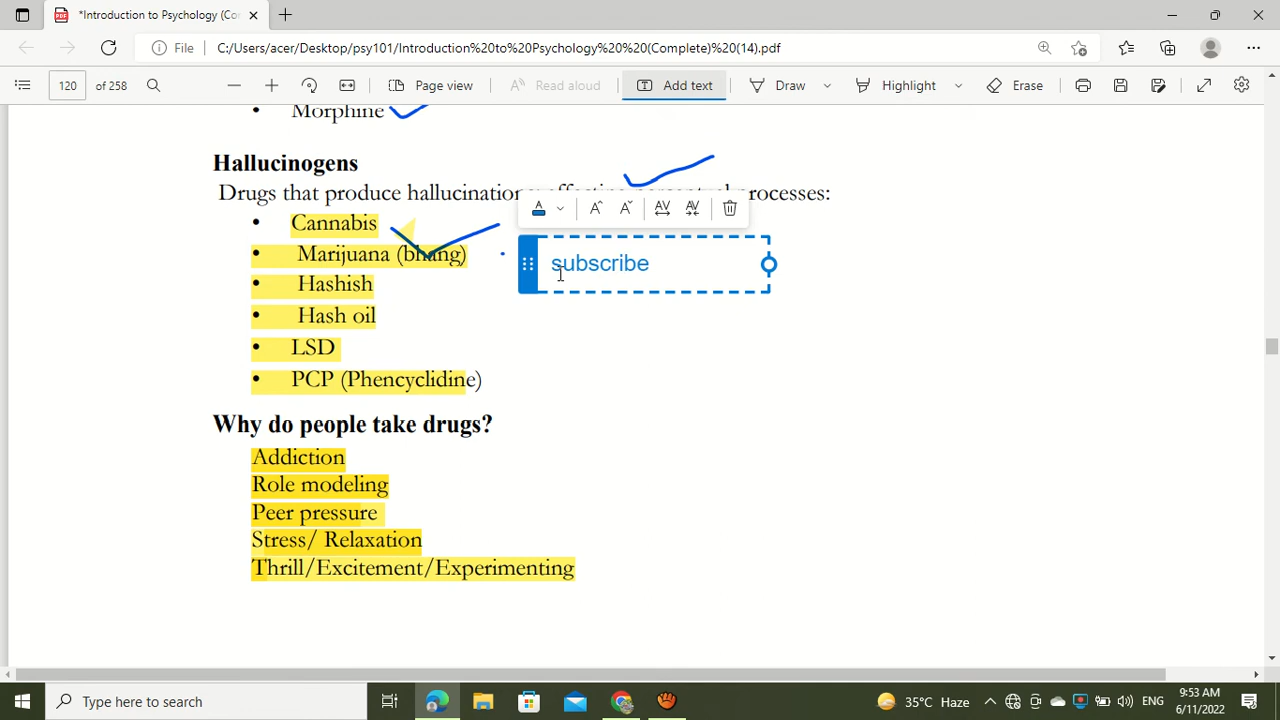 *Introduction to Psychology (Co
File
C:/Users/acer/Desktop/psy101/Introduction%20to%20Psychology%20%20(Complete)%20(14).pdf
120 of 258
Page view
Read aloud
Add text
Draw
Highlight
Erase
• Morphine
Hallucinogens
Drugs that produce hallucination processes:
• Cannabis
• Marijuana (bhang)
subscribe
• Hashish
• Hash oil
• LSD
• PCP (Phencyclidine)
Why do people take drugs?
Addiction
Role modeling
Peer pressure
Stress/ Relaxation
Thrill/Excitement/Experimenting
Type here to search
35°C Haze
ENG
9:53 AM
6/11/2022